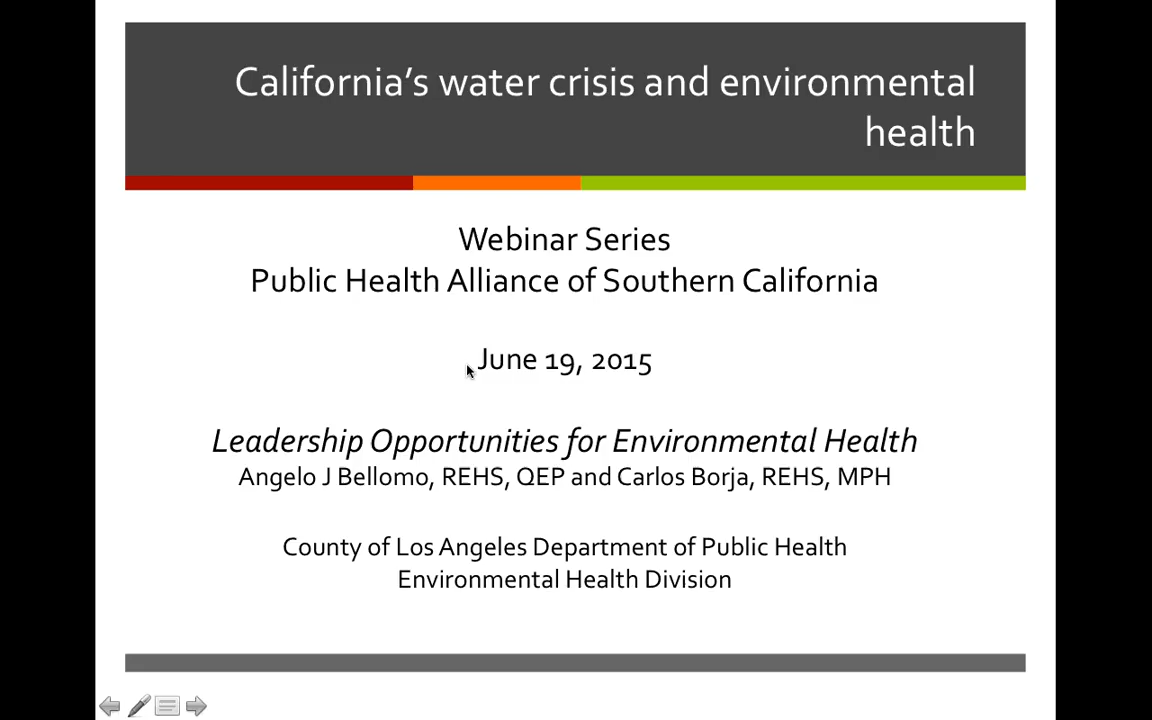 California’s water crisis and environmental
health
Webinar Series
Public Health Alliance of Southern California
June 19, 2015
Leadership Opportunities for Environmental Health
Angelo J Bellomo, REHS, QEP and Carlos Borja, REHS, MPH
County of Los Angeles Department of Public Health
Environmental Health Division